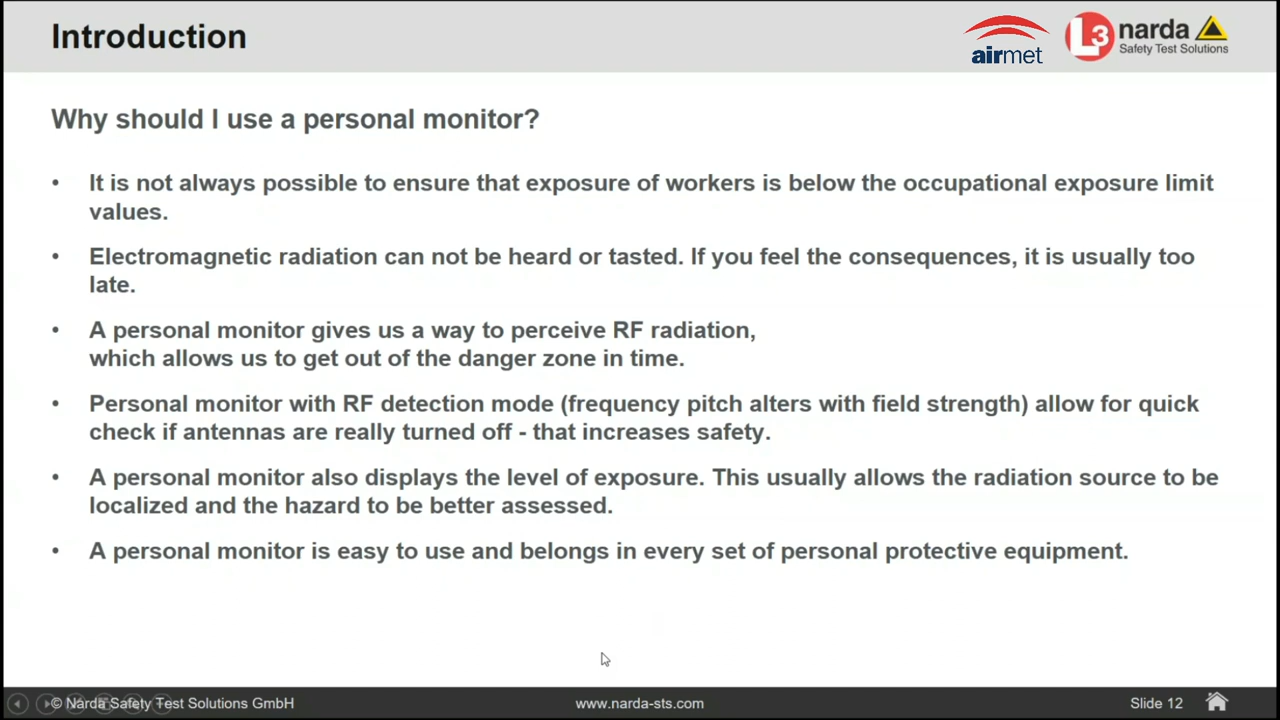 Introduction
airmet
L3 narda
Safety Test Solutions
Why should I use a personal monitor?
• It is not always possible to ensure that exposure of workers is below the occupational exposure limit
values.
• Electromagnetic radiation can not be heard or tasted. If you feel the consequences, it is usually too
late.
• A personal monitor gives us a way to perceive RF radiation,
which allows us to get out of the danger zone in time.
• Personal monitor with RF detection mode (frequency pitch alters with field strength) allow for quick
check if antennas are really turned off - that increases safety.
• A personal monitor also displays the level of exposure. This usually allows the radiation source to be
localized and the hazard to be better assessed.
• A personal monitor is easy to use and belongs in every set of personal protective equipment.
© Narda Safety Test Solutions GmbH
www.narda-sts.com
Slide 12